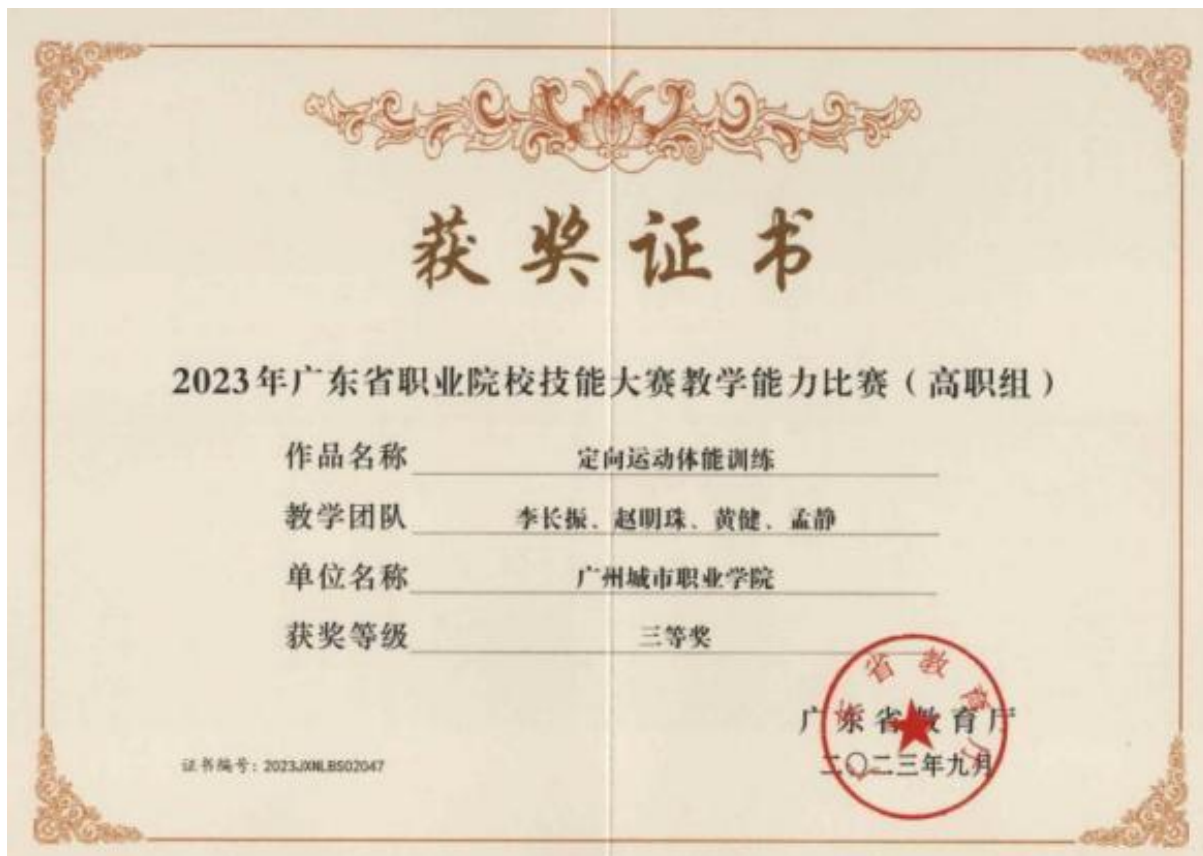 获奖证书
2023年广东省职业院校技能大赛教学能力比赛（高职组）
作品名称 定向运动体能训练
教学团队 李长振、赵明珠、黄健、孟静
单位名称 广州城市职业学院
获奖等级 三等奖
广东省教育厅
二〇二三年九月
证书编号：2023JXNLBS02047